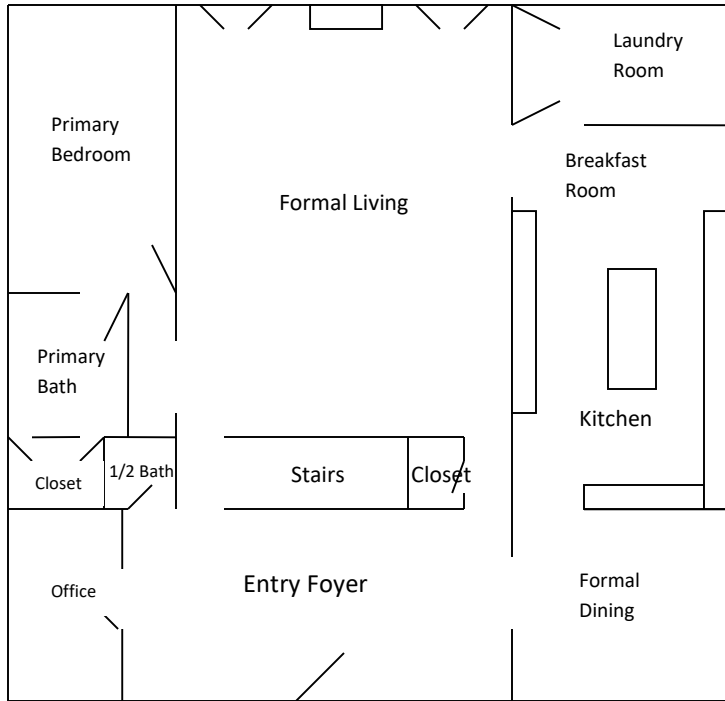 Laundry
Room
Primary
Bedroom
Breakfast
Room
Formal Living
Primary
Bath
Kitchen
Closet
1/2 Bath
Stairs
Closet
Office
Entry Foyer
Formal
Dining